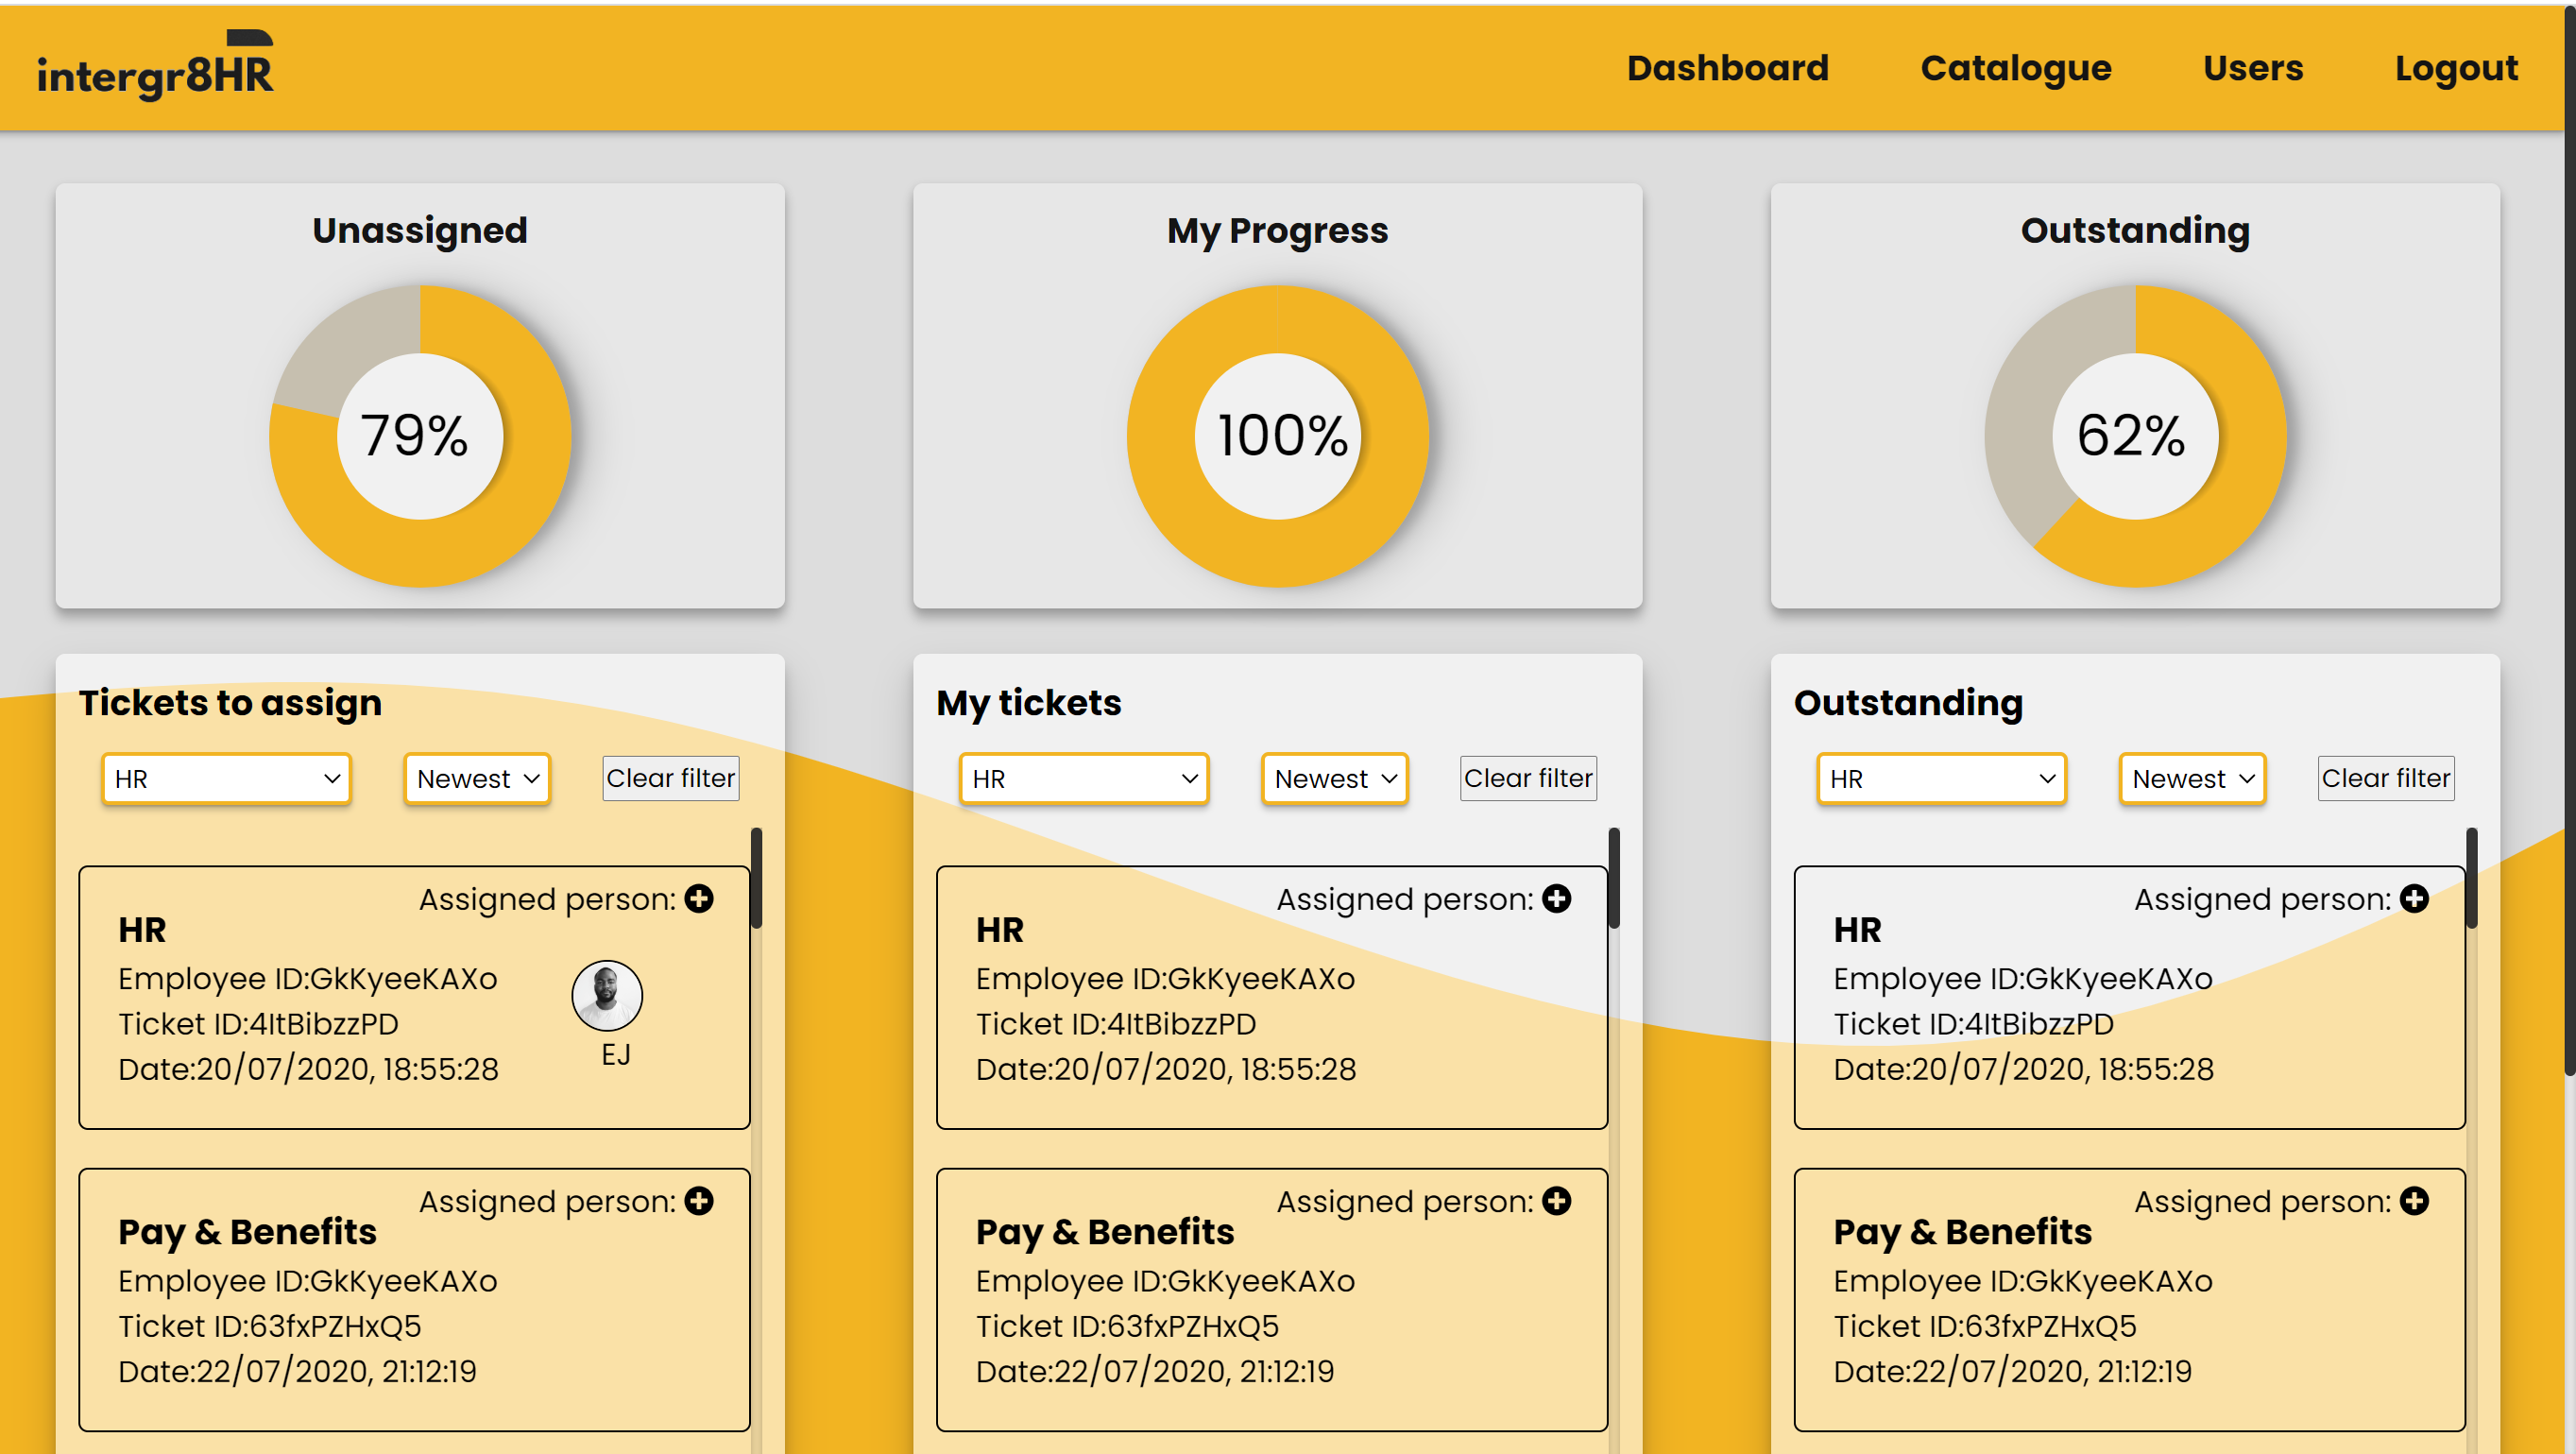 intergr8HR
Dashboard Catalogue Users Logout
Unassigned
79%
My Progress
100%
Outstanding
62%
Tickets to assign
HR Newest Clear filter
Assigned person:
HR
Employee ID:GkKyeeKAXo
Ticket ID:4ItBibzzPD
Date:20/07/2020, 18:55:28
EJ
Assigned person:
Pay & Benefits
Employee ID:GkKyeeKAXo
Ticket ID:63fxPZHxQ5
Date:22/07/2020, 21:12:19
My tickets
HR Newest Clear filter
Assigned person:
HR
Employee ID:GkKyeeKAXo
Ticket ID:4ItBibzzPD
Date:20/07/2020, 18:55:28
Assigned person:
Pay & Benefits
Employee ID:GkKyeeKAXo
Ticket ID:63fxPZHxQ5
Date:22/07/2020, 21:12:19
Outstanding
HR Newest Clear filter
Assigned person:
HR
Employee ID:GkKyeeKAXo
Ticket ID:4ItBibzzPD
Date:20/07/2020, 18:55:28
Assigned person:
Pay & Benefits
Employee ID:GkKyeeKAXo
Ticket ID:63fxPZHxQ5
Date:22/07/2020, 21:12:19